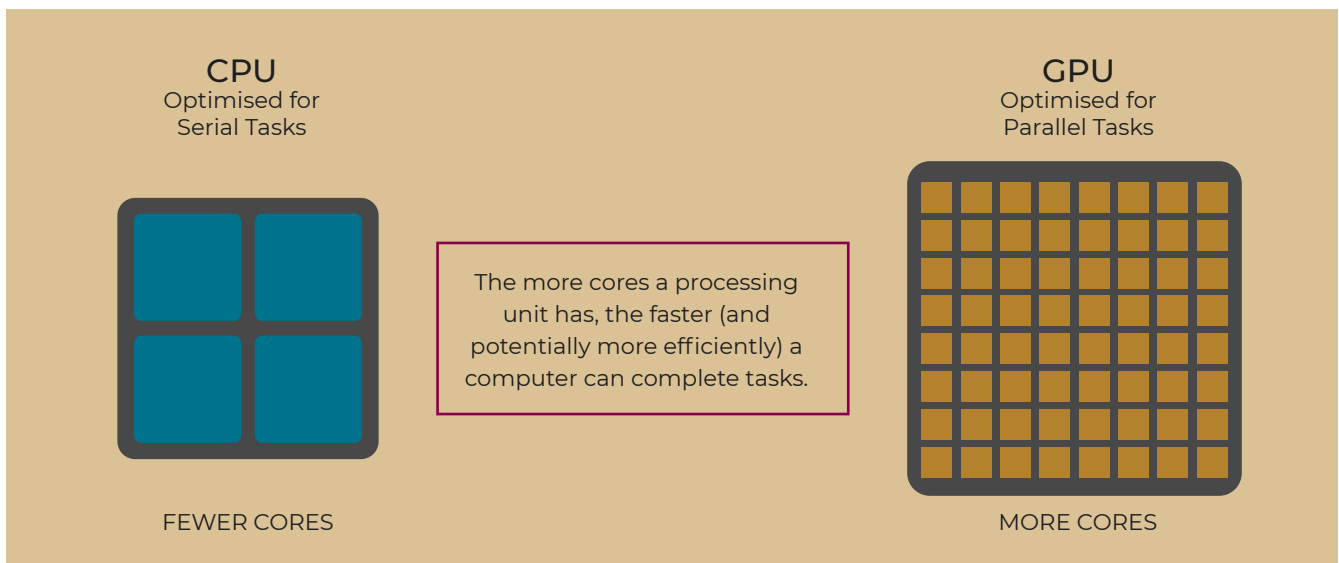 CPU
Optimised for
Serial Tasks
FEWER CORES
The more cores a processing
unit has, the faster (and
potentially more efficiently) a
computer can complete tasks.
GPU
Optimised for
Parallel Tasks
MORE CORES